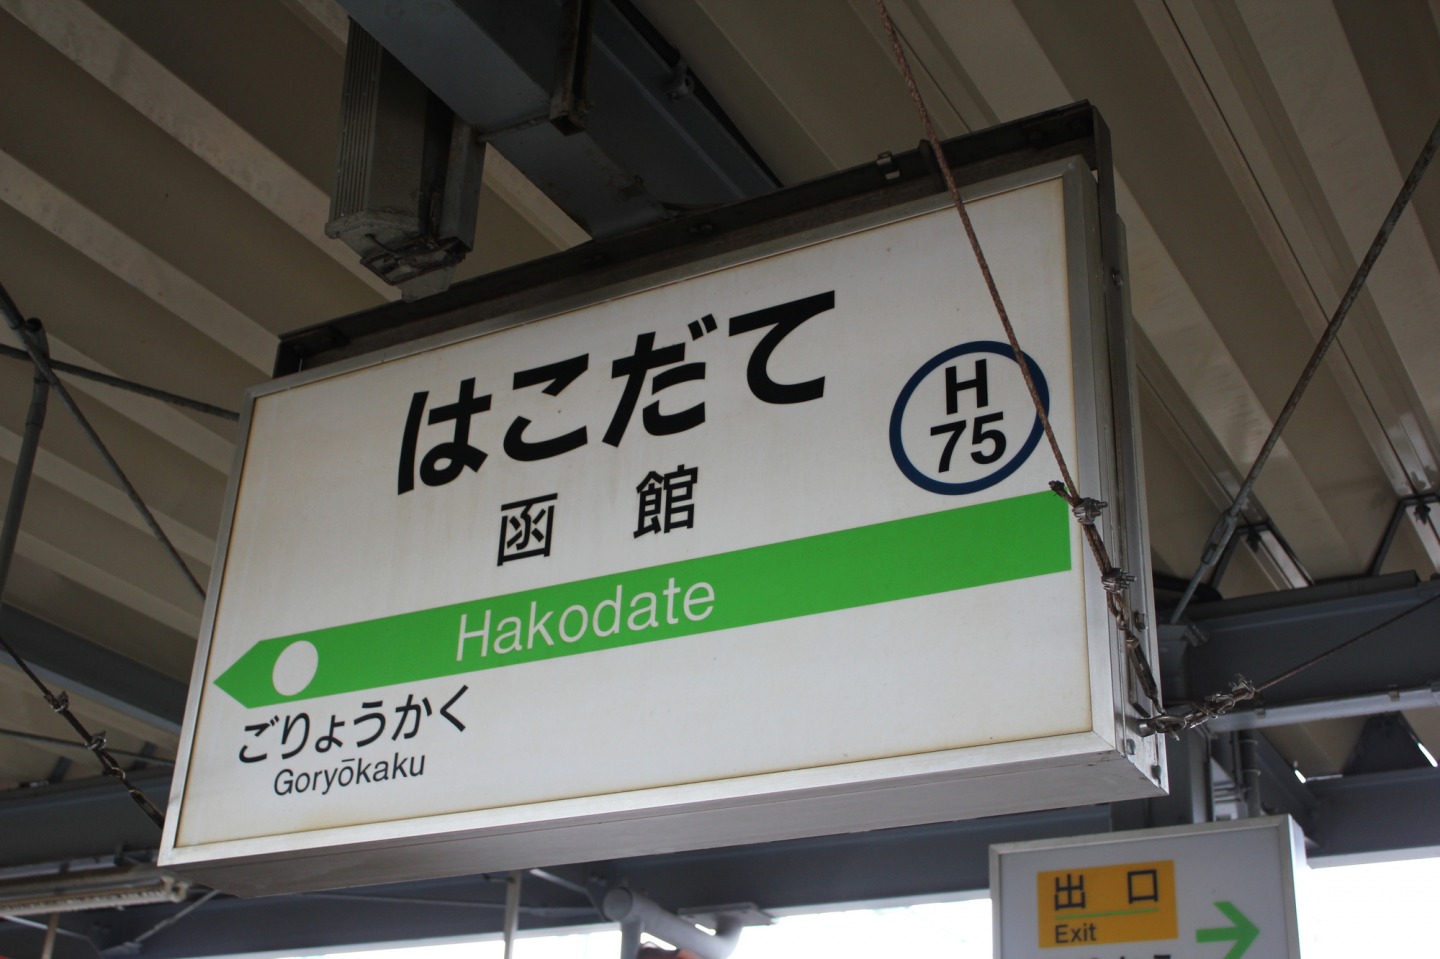 はこだて
H
75
函館
Hakodate
ごりょうかく
Goryōkaku
出口
Exit